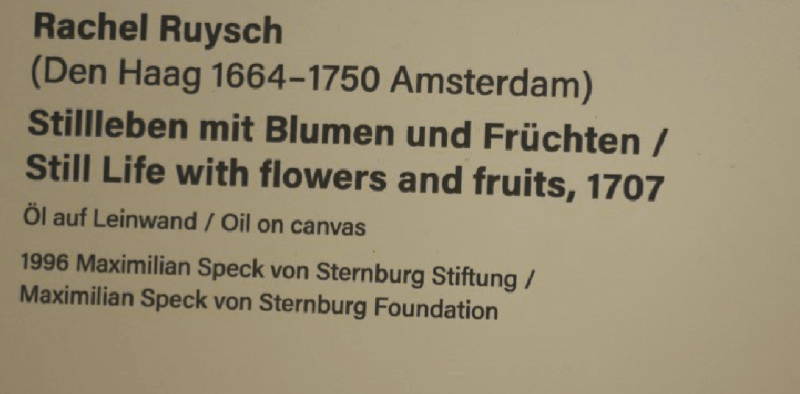 Rachel Ruysch
(Den Haag 1664–1750 Amsterdam)
Stillleben mit Blumen und Früchten /
Still Life with flowers and fruits, 1707
Öl auf Leinwand / Oil on canvas
1996 Maximilian Speck von Sternburg Stiftung /
Maximilian Speck von Sternburg Foundation